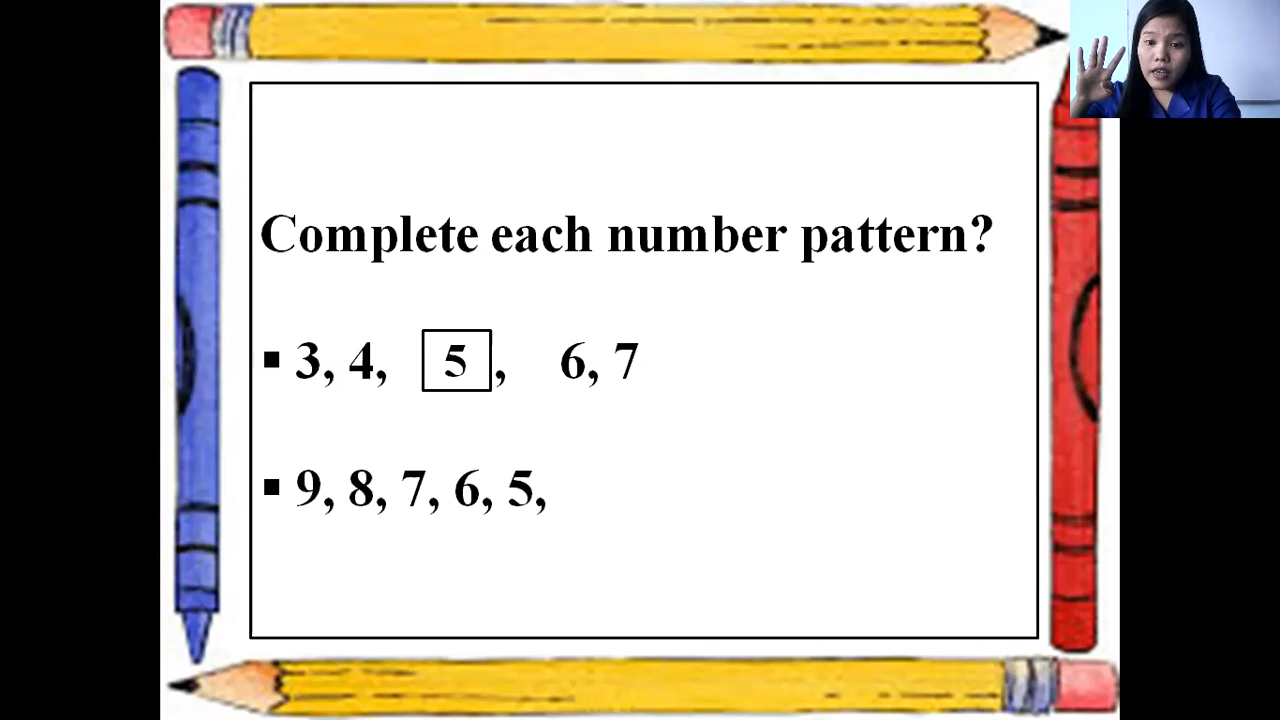 Complete each number pattern?
▪ 3, 4, 5, 6, 7
▪ 9, 8, 7, 6, 5,